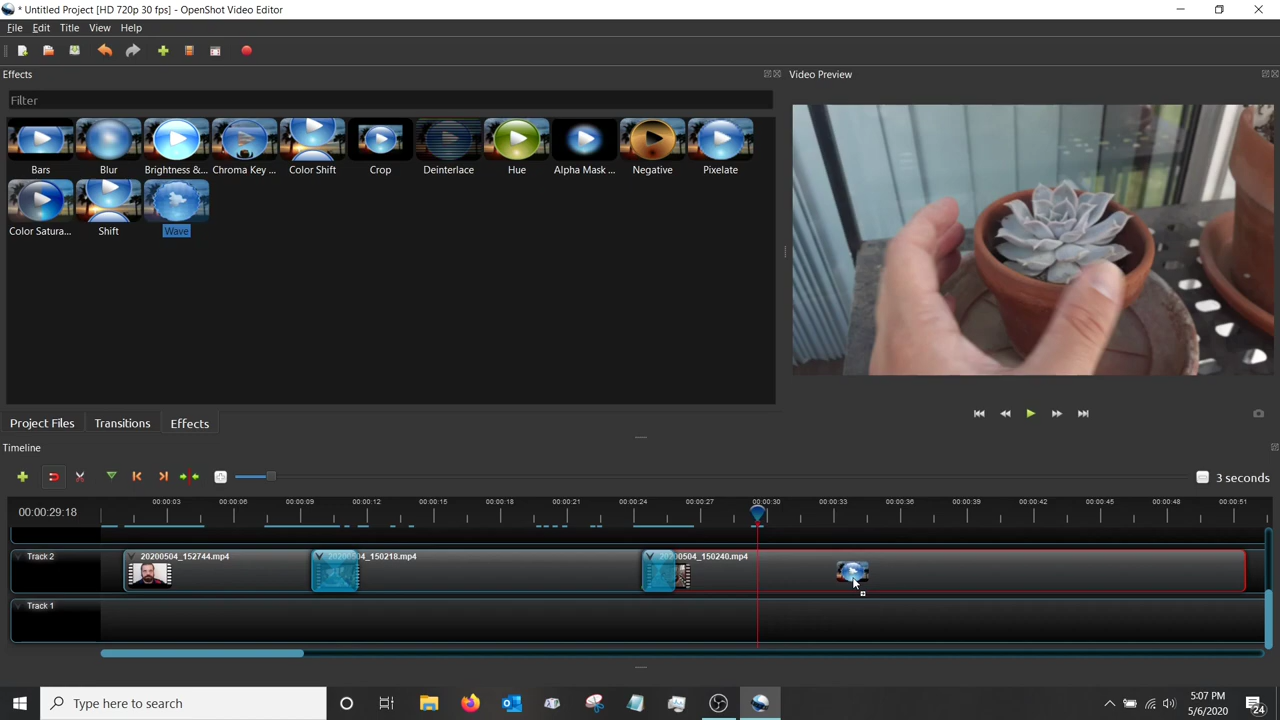 * Untitled Project [HD 720p 30 fps] - OpenShot Video Editor
File Edit Title View Help
Effects
Video Preview
Filter
Bars Blur Brightness &... Chroma Key ... Color Shift Crop Deinterlace Hue Alpha Mask ... Negative Pixelate
Color Satura... Shift Wave
Project Files Transitions Effects
Timeline
3 seconds
00:00:29:18
00:00:03 00:00:06 00:00:09 00:00:12 00:00:15 00:00:18 00:00:21 00:00:24 00:00:27 00:00:30 00:00:33 00:00:36 00:00:39 00:00:42 00:00:45 00:00:48 00:00:51
Track 2 20200504_152744.mp4 20200504_150218.mp4 20200504_150240.mp4
Track 1
Type here to search
5:07 PM
5/6/2020
24